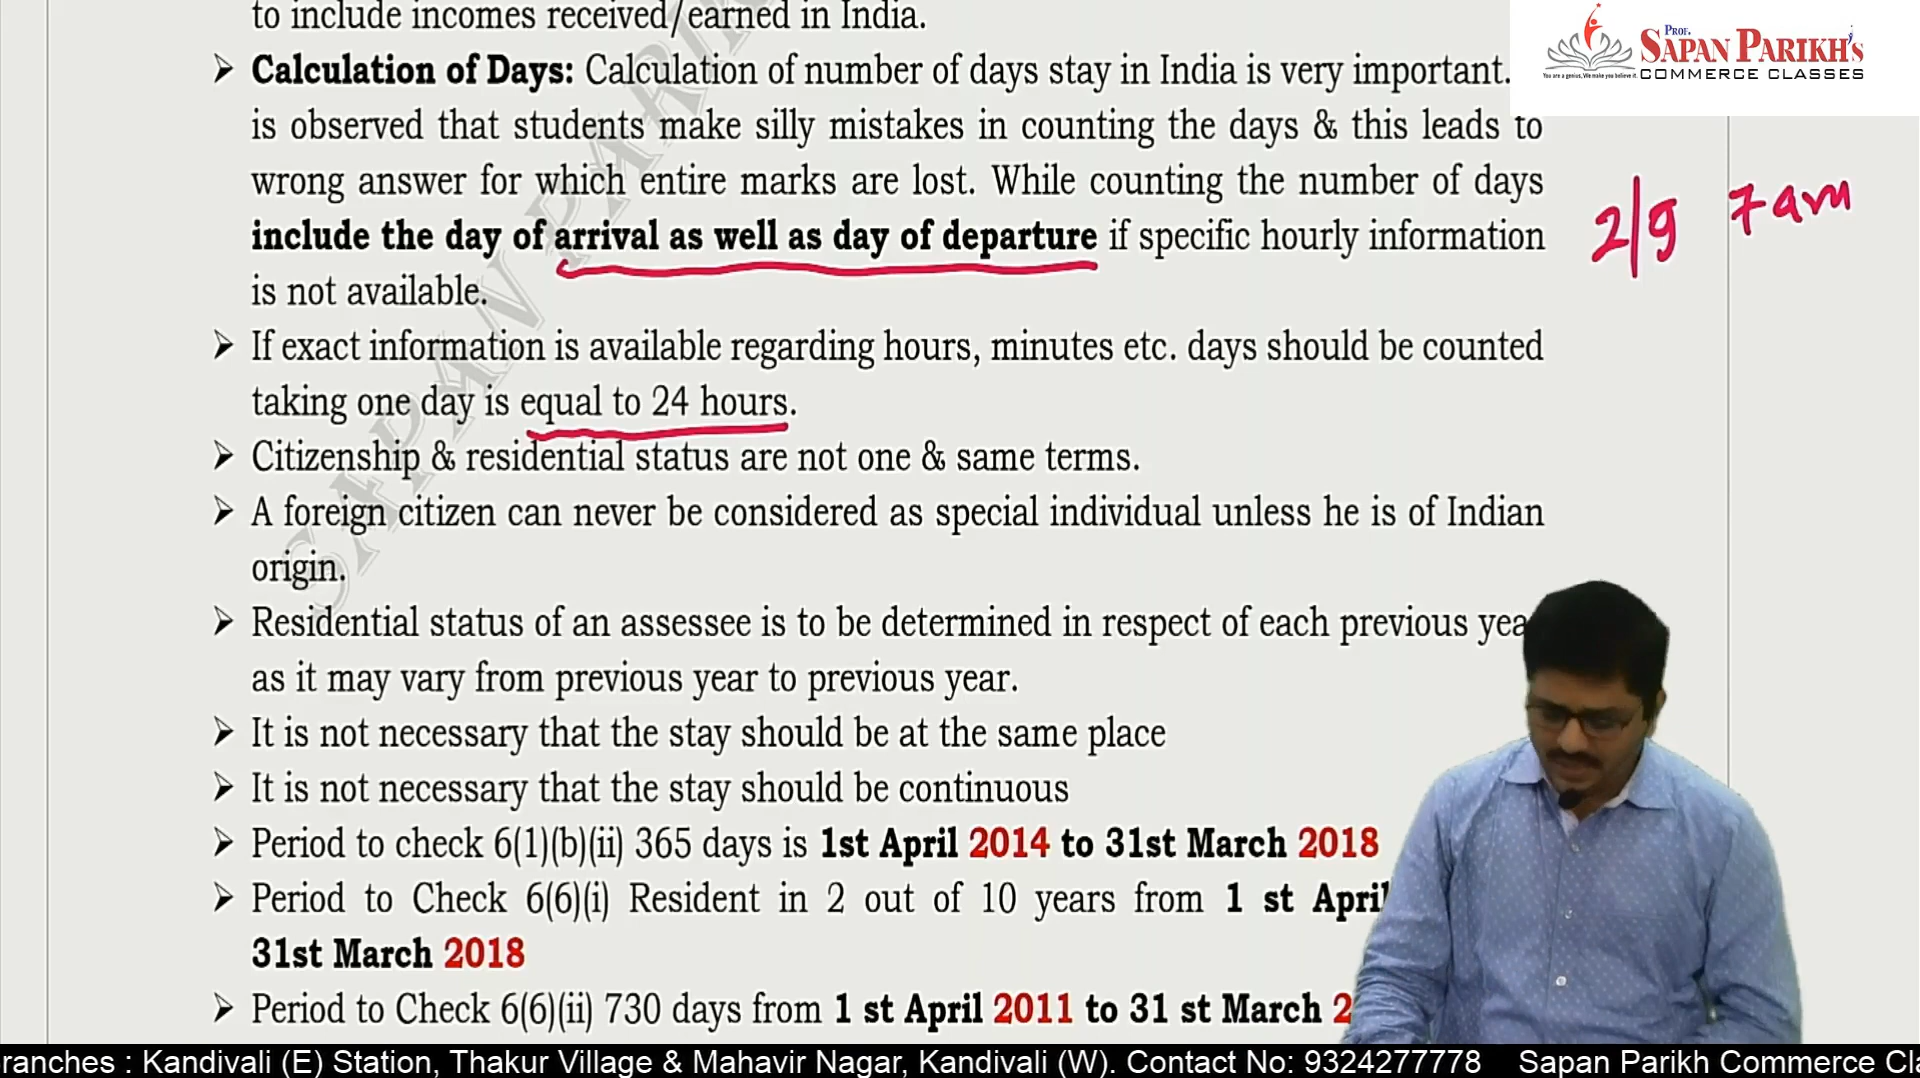 to include incomes received/earned in India.
PROF.
SAPAN PARIKH's
You are a genius, We make you believe it.
COMMERCE CLASSES
➢ Calculation of Days: Calculation of number of days stay in India is very important.
is observed that students make silly mistakes in counting the days & this leads to
wrong answer for which entire marks are lost. While counting the number of days
include the day of arrival as well as day of departure if specific hourly information
is not available.
2/9 7am
➢ If exact information is available regarding hours, minutes etc. days should be counted
taking one day is equal to 24 hours.
➢ Citizenship & residential status are not one & same terms.
➢ A foreign citizen can never be considered as special individual unless he is of Indian
origin.
➢ Residential status of an assessee is to be determined in respect of each previous yea
as it may vary from previous year to previous year.
➢ It is not necessary that the stay should be at the same place
➢ It is not necessary that the stay should be continuous
➢ Period to check 6(1)(b)(ii) 365 days is 1st April 2014 to 31st March 2018
➢ Period to Check 6(6)(i) Resident in 2 out of 10 years from 1 st April
31st March 2018
➢ Period to Check 6(6)(ii) 730 days from 1 st April 2011 to 31 st March 2
SAPAN PARIK
ranches : Kandivali (E) Station, Thakur Village & Mahavir Nagar, Kandivali (W). Contact No: 9324277778 Sapan Parikh Commerce Cla